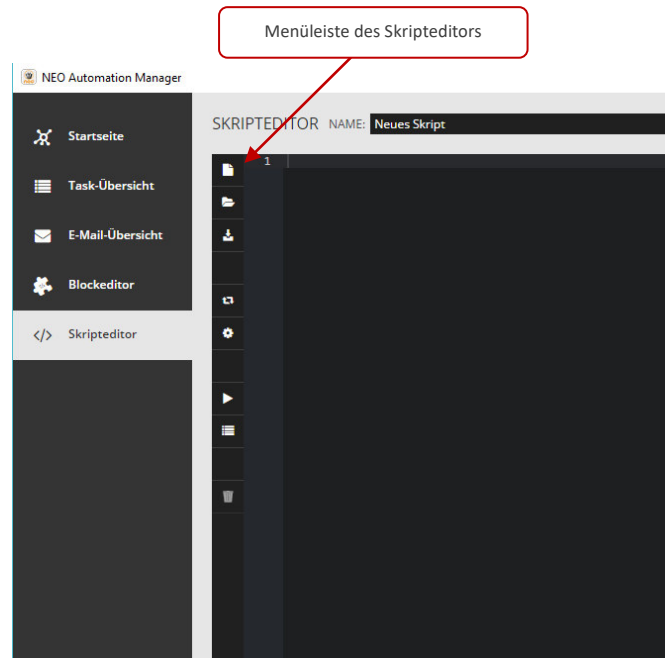 Menüleiste des Skripteditors
NEO Automation Manager
SKRIPTEDITOR NAME: Neues Skript
Startseite
1
Task-Übersicht
E-Mail-Übersicht
Blockeditor
</> Skripteditor